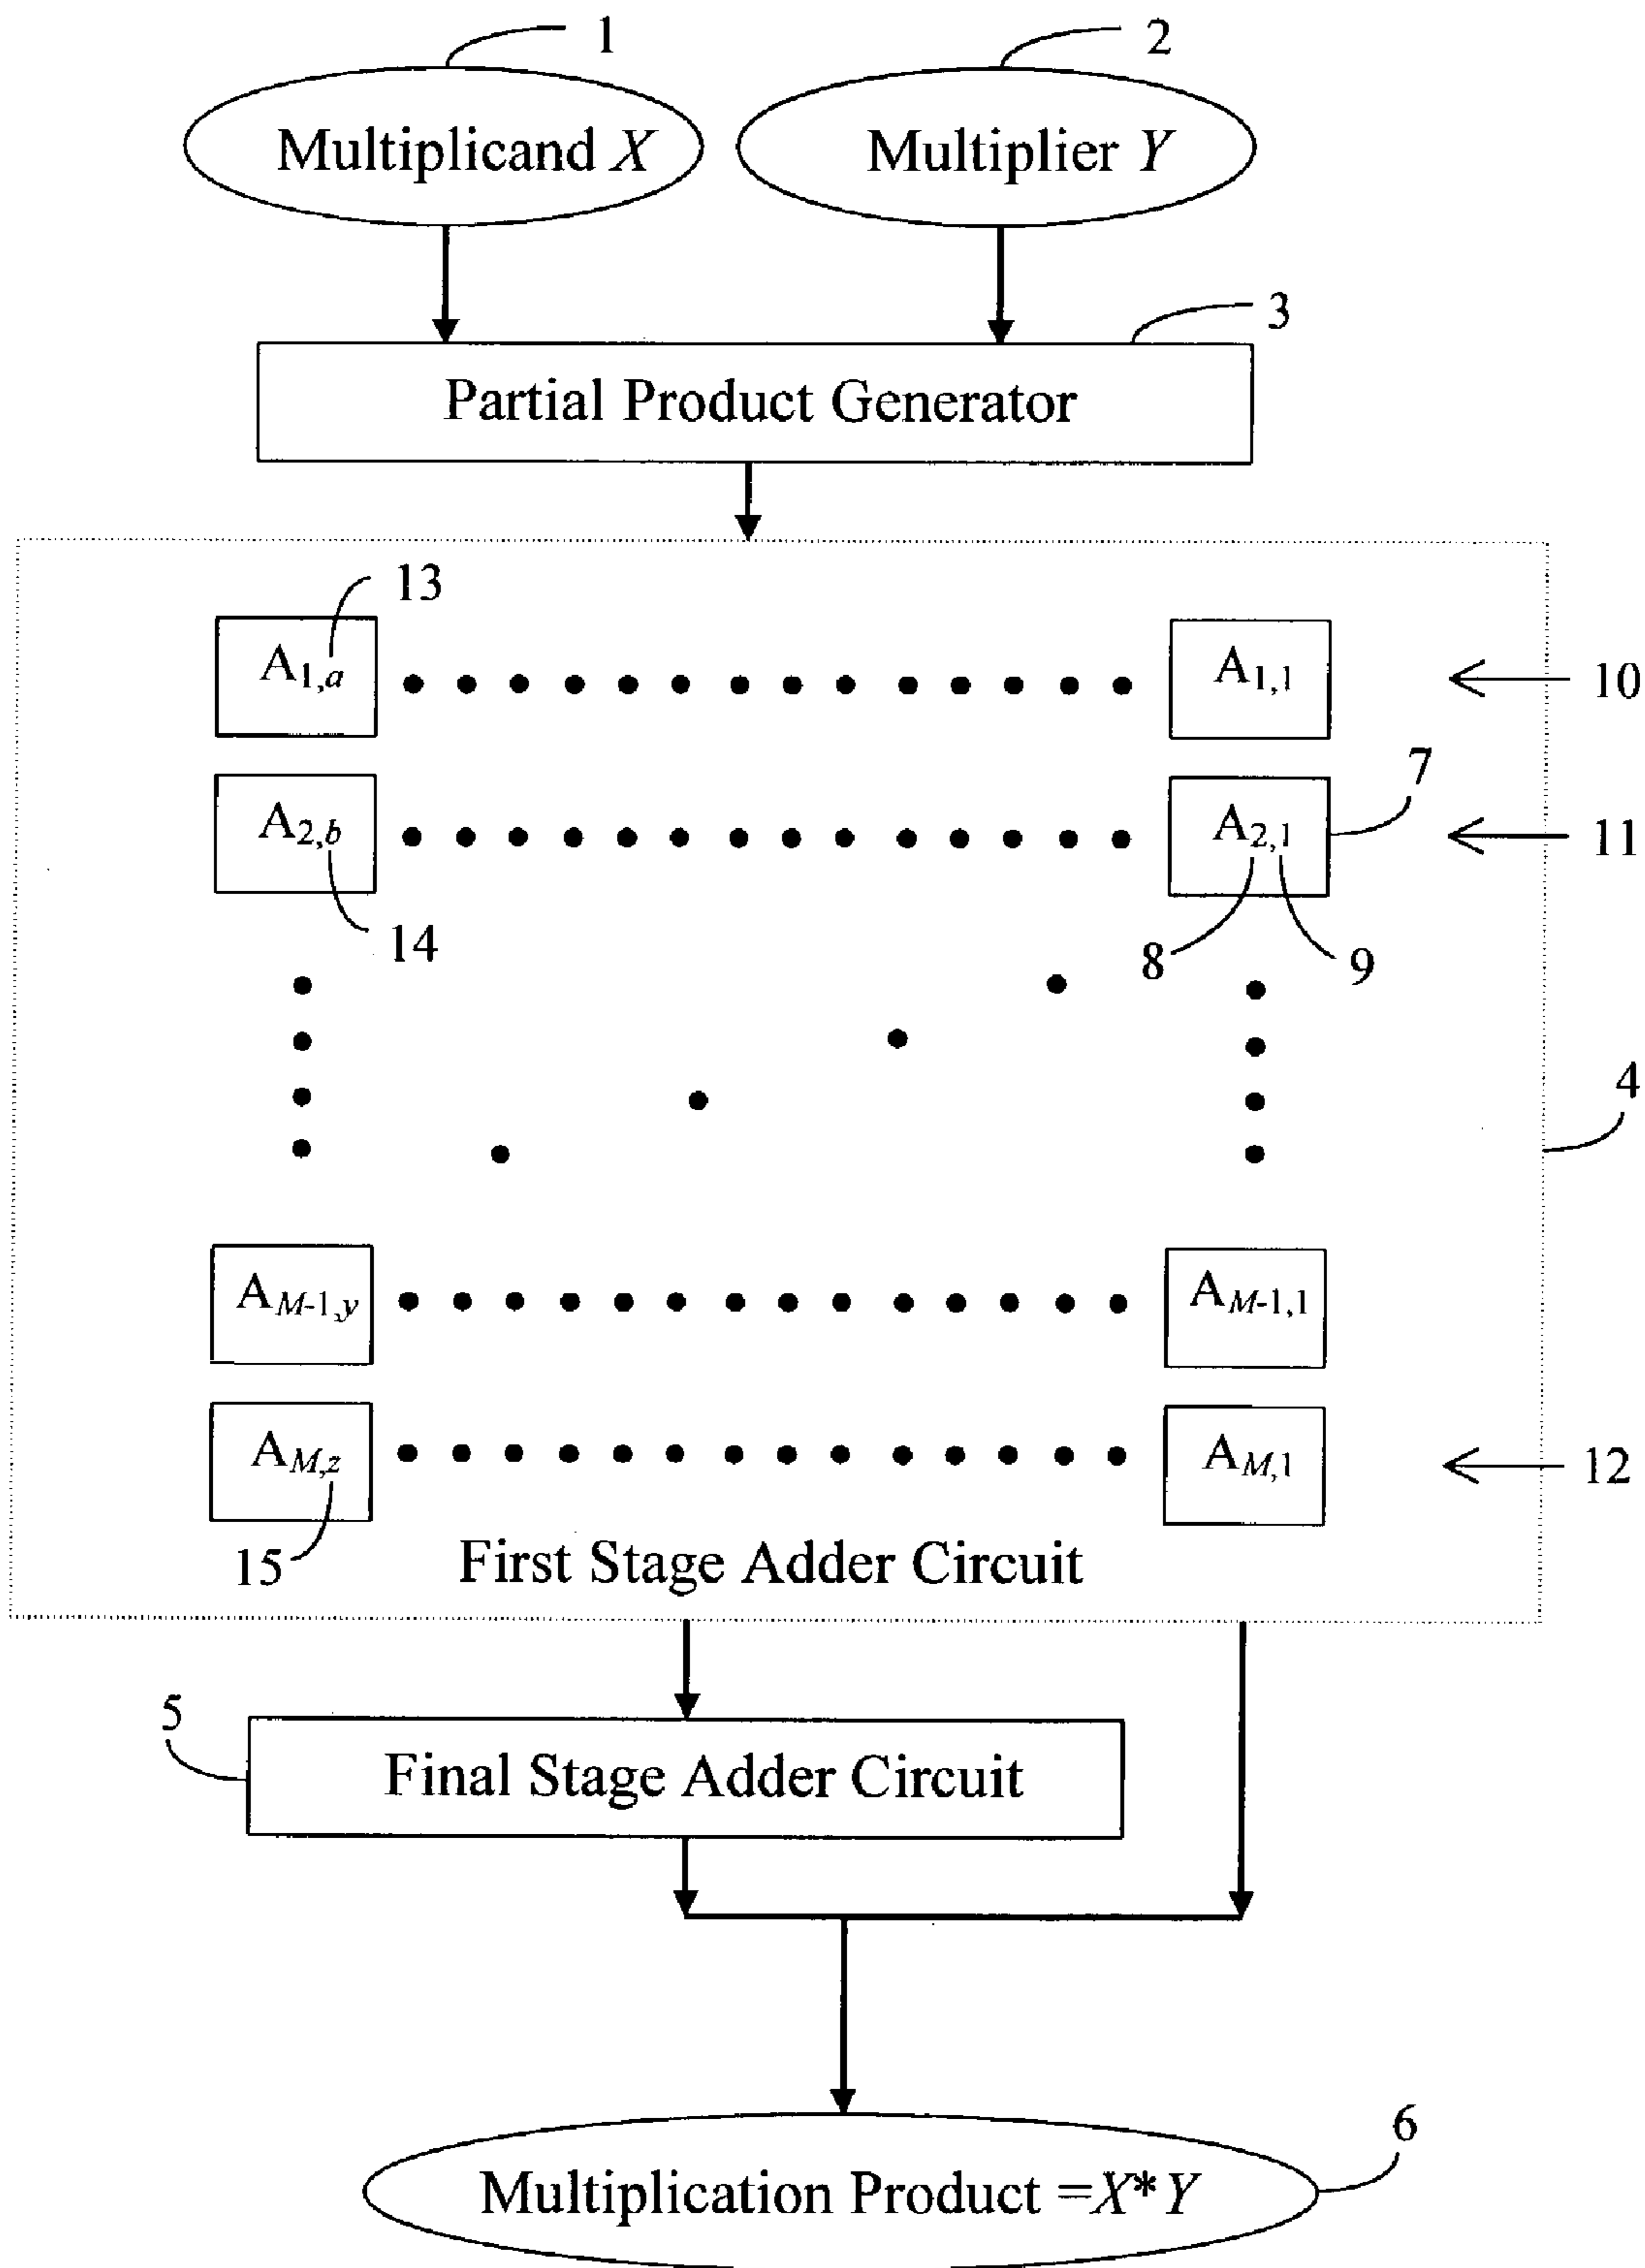 1
2
Multiplicand X
Multiplier Y
3
Partial Product Generator
13
A1,a
A1,1
10
7
A2,b
A2,1
11
14
8
9
4
AM-1,y
AM-1,1
AM,z
AM,1
12
15
First Stage Adder Circuit
5
Final Stage Adder Circuit
6
Multiplication Product =X*Y